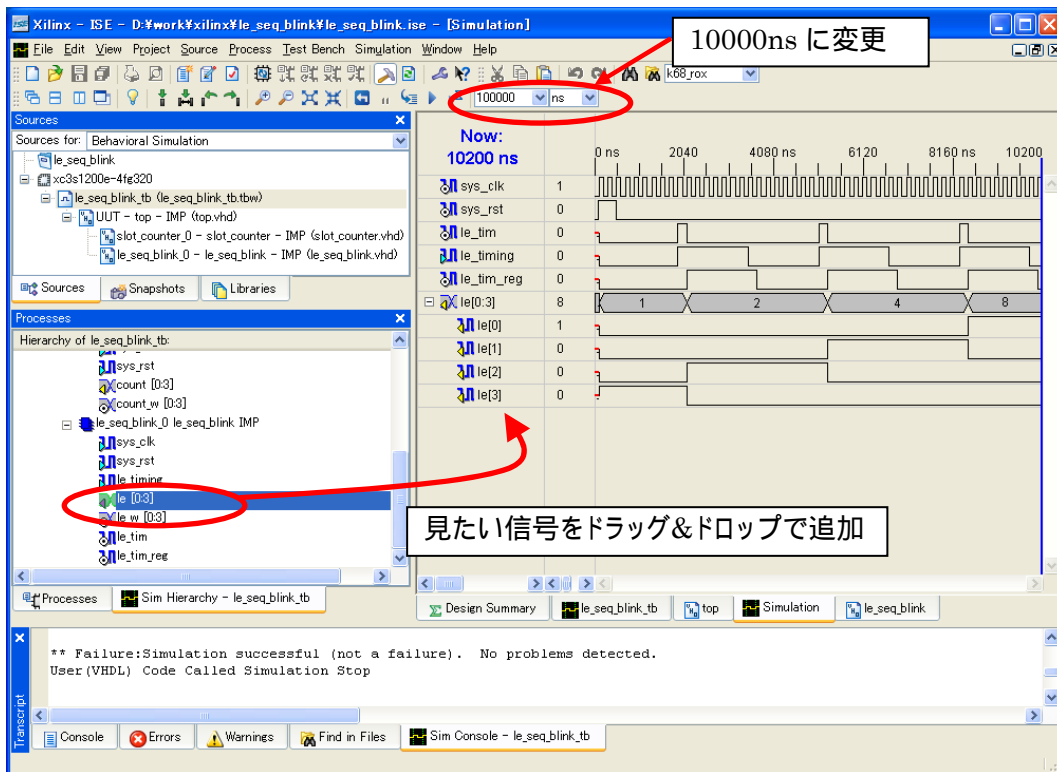 Xilinx - ISE - D:¥work¥xilinx¥le_seq_blink¥le_seq_blink.ise - [Simulation]
File Edit View Project Source Process Test Bench Simulation Window Help
10000ns に変更
k68_rox
100000 ns
Sources
Sources for: Behavioral Simulation
le_seq_blink
xc3s1200e-4fg320
le_seq_blink_tb (le_seq_blink_tb.tbw)
UUT - top - IMP (top.vhd)
slot_counter_0 - slot_counter - IMP (slot_counter.vhd)
le_seq_blink_0 - le_seq_blink - IMP (le_seq_blink.vhd)
Sources Snapshots Libraries
Processes
Hierarchy of le_seq_blink_tb:
sys_rst
count [0:3]
count_w [0:3]
le_seq_blink_0 le_seq_blink IMP
sys_clk
sys_rst
le_timing
le [0:3]
le_w [0:3]
le_tim
le_tim_reg
Processes Sim Hierarchy - le_seq_blink_tb
Now:
10200 ns
0 ns 2040 4080 ns 6120 8160 ns 10200
sys_clk 1
sys_rst 0
le_tim 0
le_timing 0
le_tim_reg 0
le[0:3] 8 1 2 4 8
le[0] 1
le[1] 0
le[2] 0
le[3] 0
見たい信号をドラッグ&ドロップで追加
Design Summary le_seq_blink_tb top Simulation le_seq_blink
** Failure:Simulation successful (not a failure). No problems detected.
User(VHDL) Code Called Simulation Stop
Transcript
Console Errors Warnings Find in Files Sim Console - le_seq_blink_tb